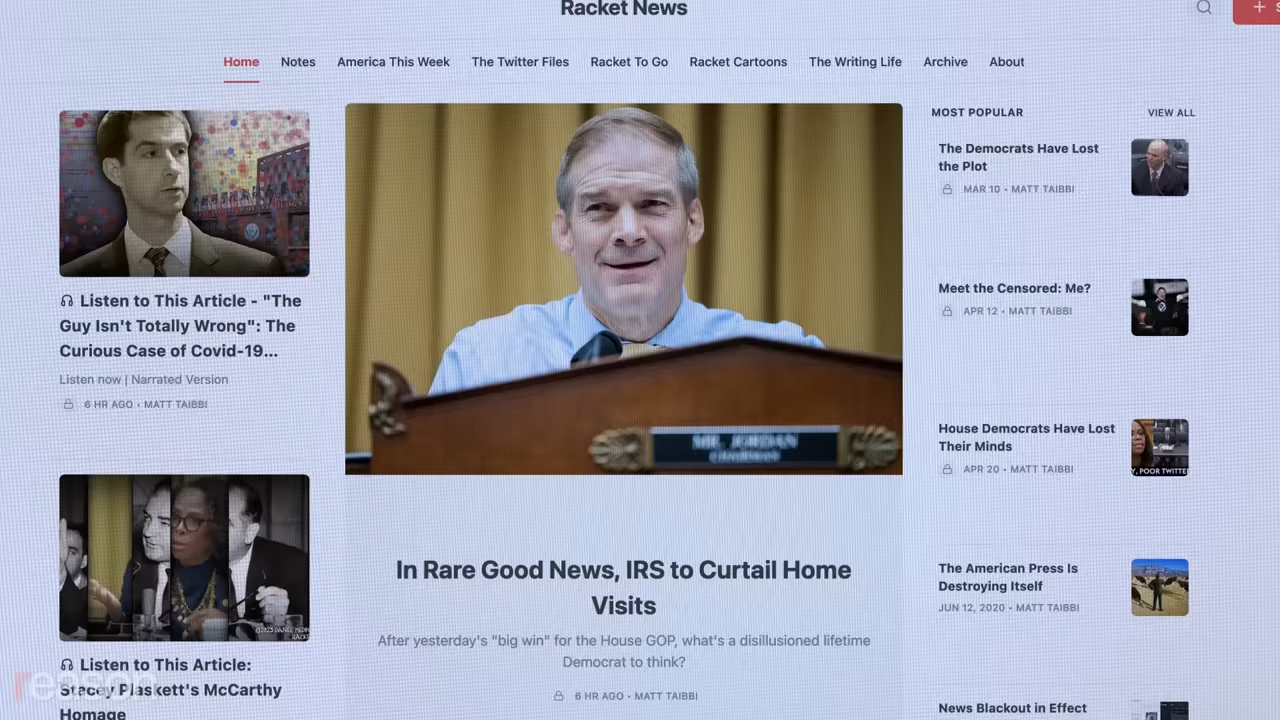 Racket News
Home Notes America This Week The Twitter Files Racket To Go Racket Cartoons The Writing Life Archive About
Listen to This Article - "The
Guy Isn't Totally Wrong": The
Curious Case of Covid-19...
Listen now | Narrated Version
6 HR AGO • MATT TAIBBI
Listen to This Article:
Stacey Plaskett's McCarthy
Homage
MR. JORDAN
CHAIRMAN
In Rare Good News, IRS to Curtail Home
Visits
After yesterday's "big win" for the House GOP, what's a disillusioned lifetime
Democrat to think?
6 HR AGO • MATT TAIBBI
MOST POPULAR VIEW ALL
The Democrats Have Lost
the Plot
MAR 10 • MATT TAIBBI
Meet the Censored: Me?
APR 12 • MATT TAIBBI
House Democrats Have Lost
Their Minds
APR 20 • MATT TAIBBI
Y, POOR TWITTE
The American Press Is
Destroying Itself
JUN 12, 2020 • MATT TAIBBI
News Blackout in Effect
reason